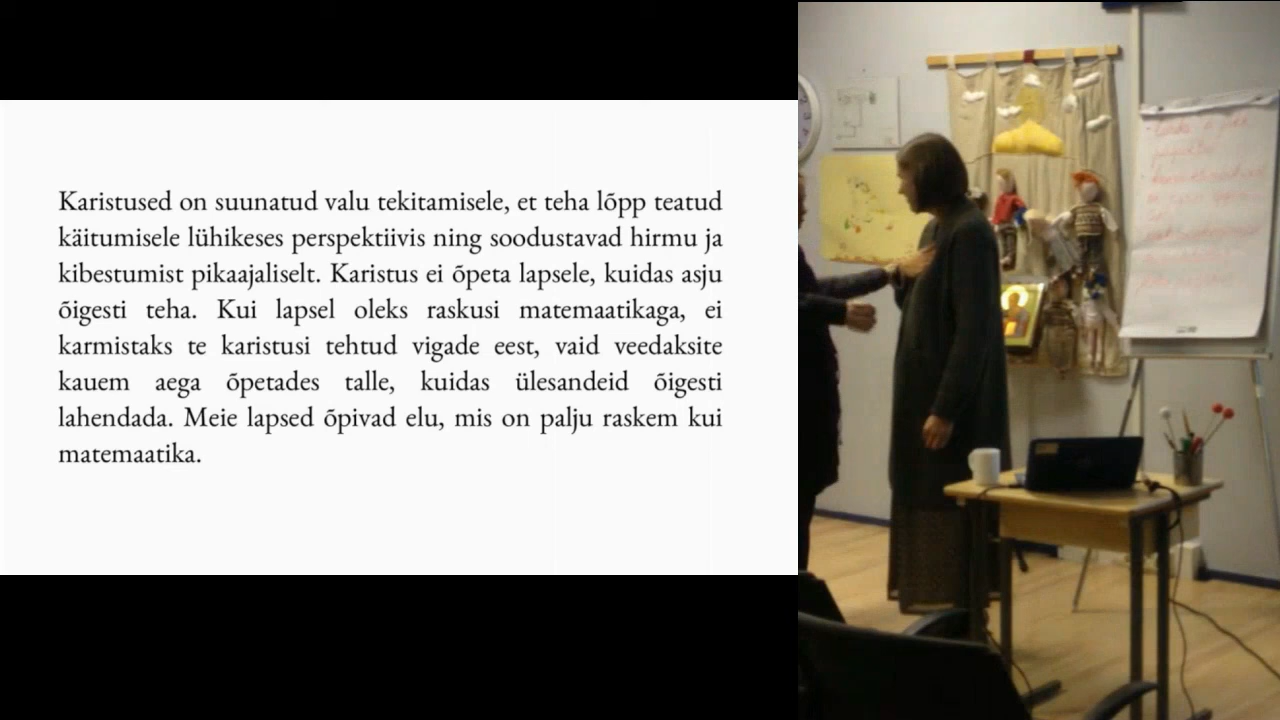 Karistused on suunatud valu tekitamisele, et teha lõpp teatud
käitumisele lühikeses perspektiivis ning soodustavad hirmu ja
kibestumist pikaajaliselt. Karistus ei õpeta lapsele, kuidas asju
õigesti teha. Kui lapsel oleks raskusi matemaatikaga, ei
karmistaks te karistusi tehtud vigade eest, vaid veedaksite
kauem aega õpetades talle, kuidas ülesandeid õigesti
lahendada. Meie lapsed õpivad elu, mis on palju raskem kui
matemaatika.